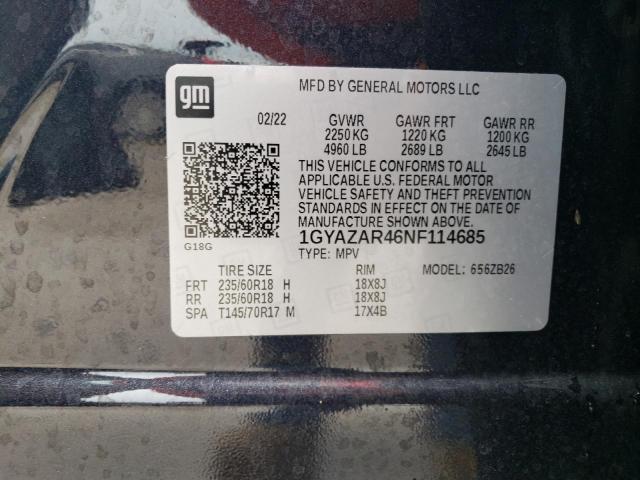 gm
MFD BY GENERAL MOTORS LLC
02/22 GVWR GAWR FRT GAWR RR
2250 KG 1220 KG 1200 KG
4960 LB 2689 LB 2645 LB
THIS VEHICLE CONFORMS TO ALL
APPLICABLE U.S. FEDERAL MOTOR
VEHICLE SAFETY AND THEFT PREVENTION
STANDARDS IN EFFECT ON THE DATE OF
MANUFACTURE SHOWN ABOVE.
1GYAZAR46NF114685
G18G
TYPE: MPV
TIRE SIZE RIM MODEL: 656ZB26
FRT 235/60R18 H 18X8J
RR 235/60R18 H 18X8J
SPA T145/70R17 M 17X4B